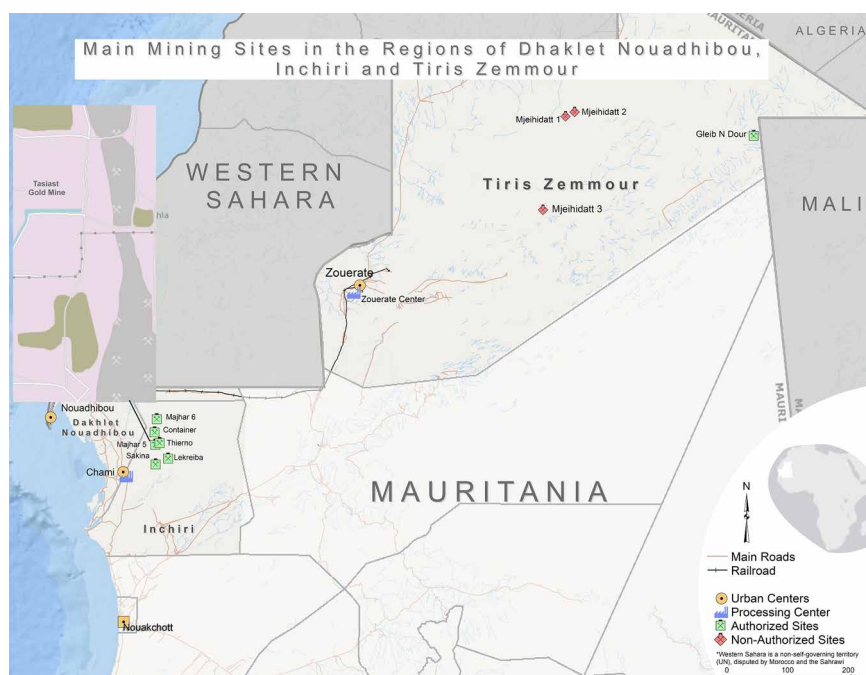 Main Mining Sites in the Regions of Dhaklet Nouadhibou,
Inchiri and Tiris Zemmour
ALGERIA
MAURITANIA
Mjeihidatt 1
Mjeihidatt 2
Gleib N Dour
WESTERN
SAHARA
Tiris Zemmour
Tasiast
Gold Mine
hla
Mjeihidatt 3
MALI
Zouerate
Zouerate Center
Nouadhibou
Dakhlet
Nouadhibou
Majhar 6
Container
Majhar 5
Thierno
Sakina
Lekreiba
Chami
MAURITANIA
Inchiri
Nouakchott
N
Main Roads
Railroad
Urban Centers
Processing Center
Authorized Sites
Non-Authorized Sites
*Western Sahara is a non-self-governing territory
(UN), disputed by Morocco and the Sahrawi
0 100 200